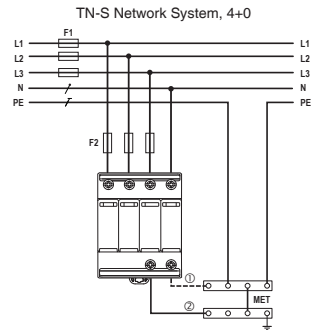 TN-S Network System, 4+0
F1
L1 L1
L2 L2
L3 L3
N N
PE PE
F2
①
MET
②